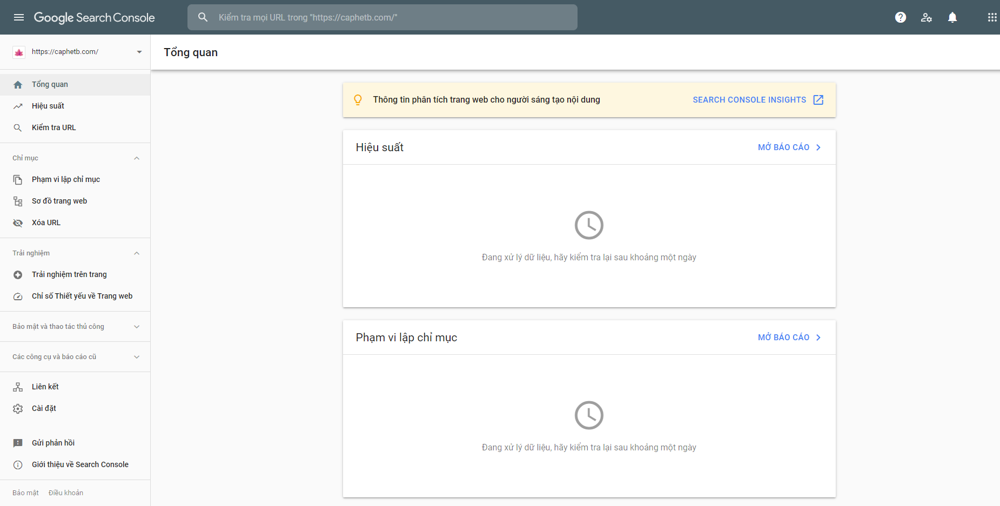 Google Search Console
Kiểm tra mọi URL trong "https://caphetb.com/"
https://caphetb.com/
Tổng quan
Hiệu suất
Kiểm tra URL
Chỉ mục
Phạm vi lập chỉ mục
Sơ đồ trang web
Xóa URL
Trải nghiệm
Trải nghiệm trên trang
Chỉ số Thiết yếu về Trang web
Bảo mật và thao tác thủ công
Các công cụ và báo cáo cũ
Liên kết
Cài đặt
Gửi phản hồi
Giới thiệu về Search Console
Bảo mật Điều khoản
Tổng quan
Thông tin phân tích trang web cho người sáng tạo nội dung SEARCH CONSOLE INSIGHTS
Hiệu suất MỞ BÁO CÁO
Đang xử lý dữ liệu, hãy kiểm tra lại sau khoảng một ngày
Phạm vi lập chỉ mục MỞ BÁO CÁO
Đang xử lý dữ liệu, hãy kiểm tra lại sau khoảng một ngày